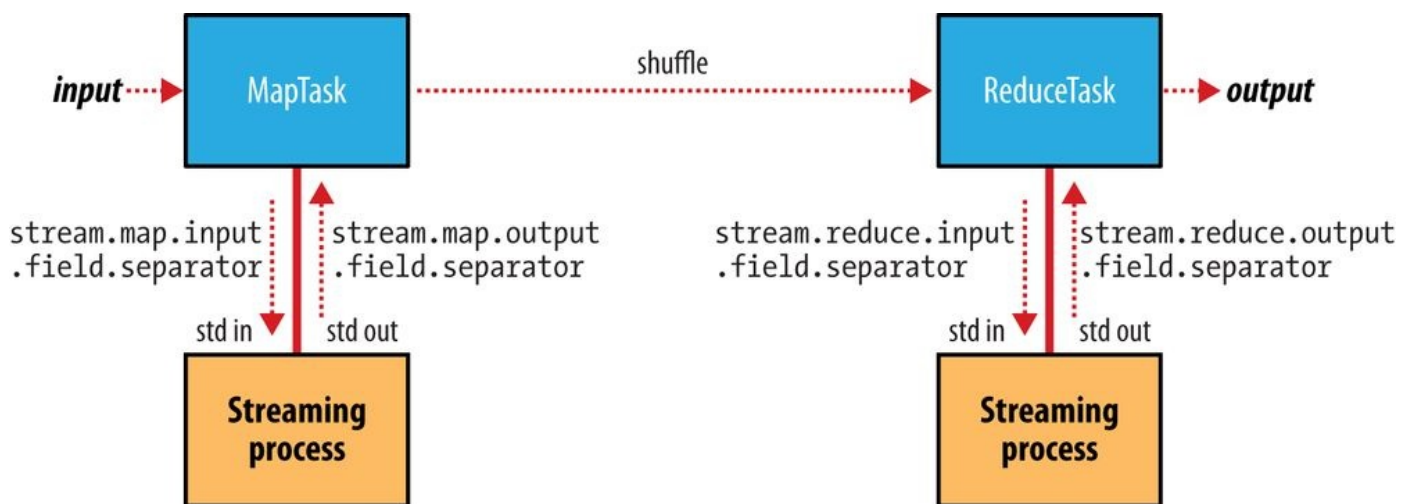 input
MapTask
shuffle
ReduceTask
output
stream.map.input
.field.separator
stream.map.output
.field.separator
stream.reduce.input
.field.separator
stream.reduce.output
.field.separator
std in
std out
std in
std out
Streaming
process
Streaming
process